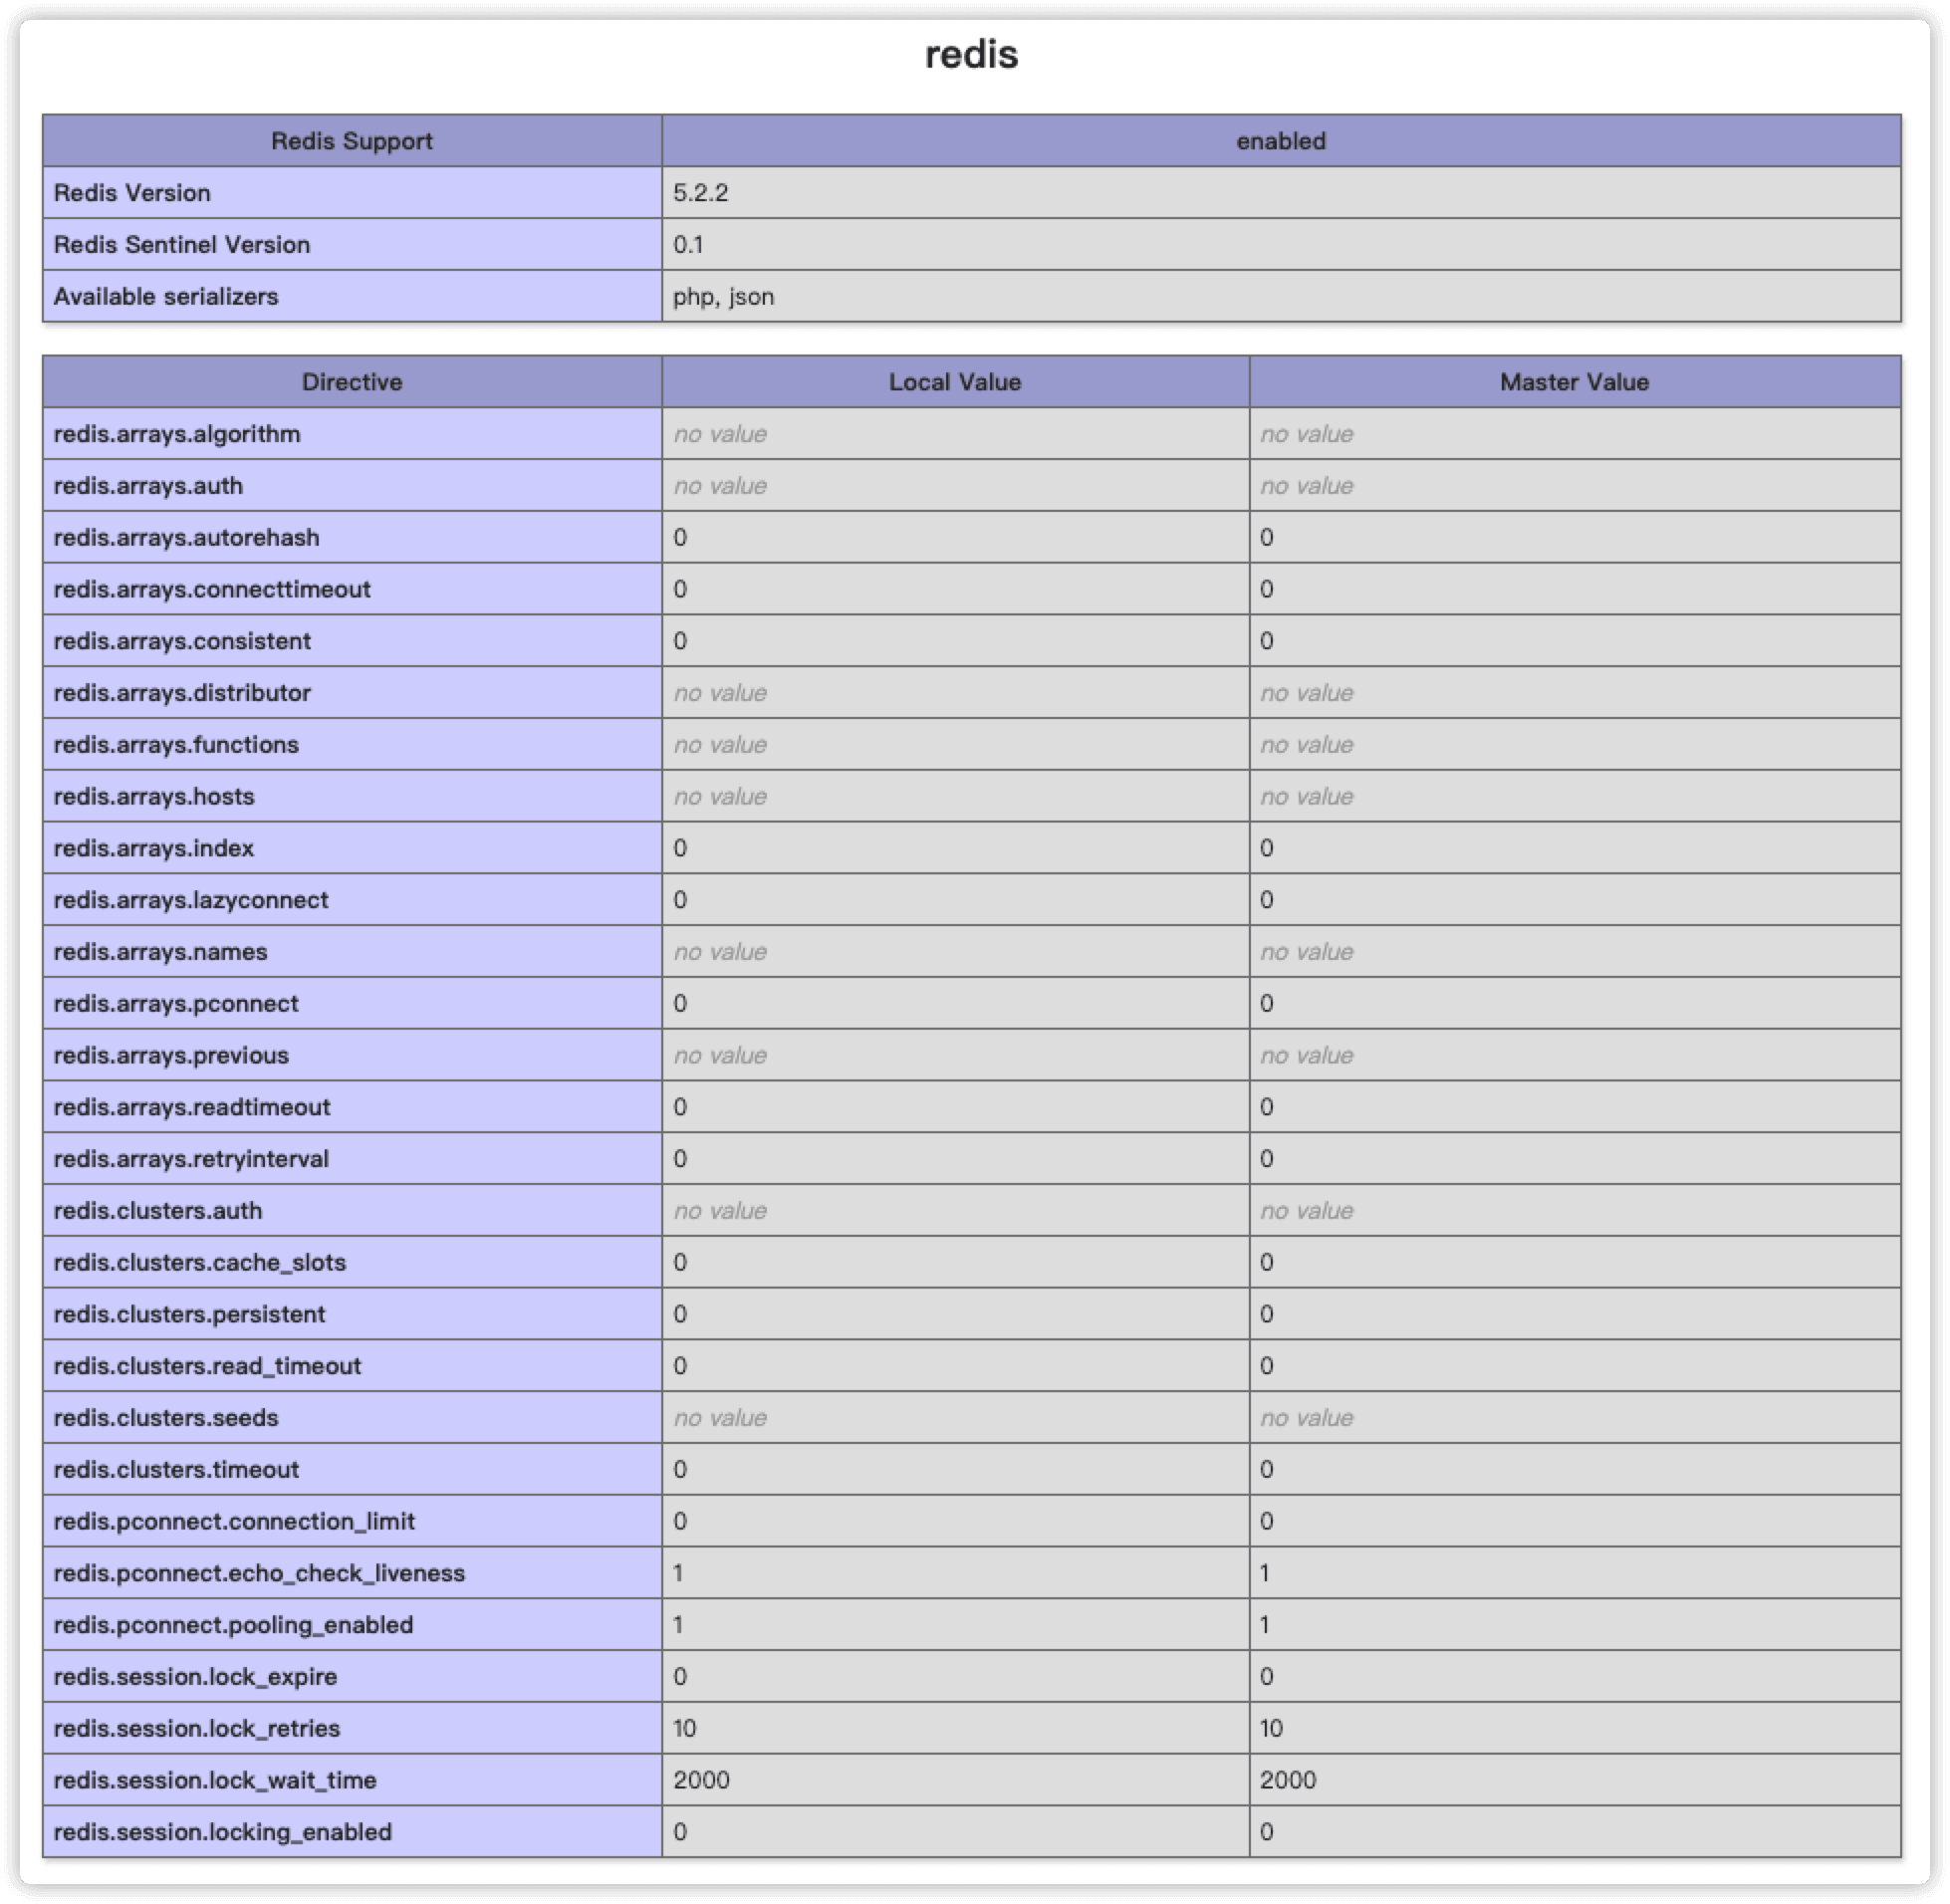 redis
Redis Support enabled
Redis Version 5.2.2
Redis Sentinel Version 0.1
Available serializers php, json
Directive Local Value Master Value
redis.arrays.algorithm no value no value
redis.arrays.auth no value no value
redis.arrays.autorehash 0 0
redis.arrays.connecttimeout 0 0
redis.arrays.consistent 0 0
redis.arrays.distributor no value no value
redis.arrays.functions no value no value
redis.arrays.hosts no value no value
redis.arrays.index 0 0
redis.arrays.lazyconnect 0 0
redis.arrays.names no value no value
redis.arrays.pconnect 0 0
redis.arrays.previous no value no value
redis.arrays.readtimeout 0 0
redis.arrays.retryinterval 0 0
redis.clusters.auth no value no value
redis.clusters.cache_slots 0 0
redis.clusters.persistent 0 0
redis.clusters.read_timeout 0 0
redis.clusters.seeds no value no value
redis.clusters.timeout 0 0
redis.pconnect.connection_limit 0 0
redis.pconnect.echo_check_liveness 1 1
redis.pconnect.pooling_enabled 1 1
redis.session.lock_expire 0 0
redis.session.lock_retries 10 10
redis.session.lock_wait_time 2000 2000
redis.session.locking_enabled 0 0